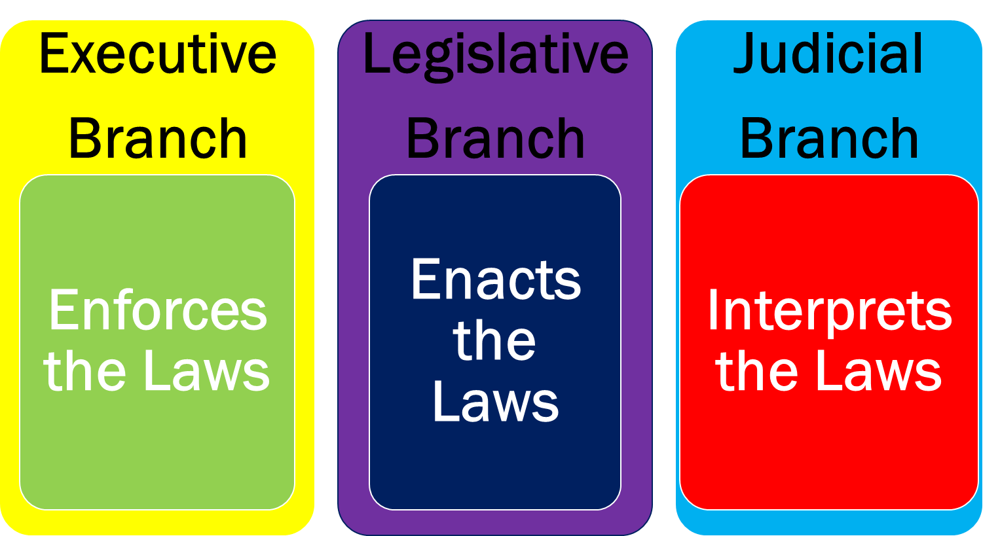 Executive
Branch
Enforces
the Laws
Legislative
Branch
Enacts
the
Laws
Judicial
Branch
Interprets
the Laws